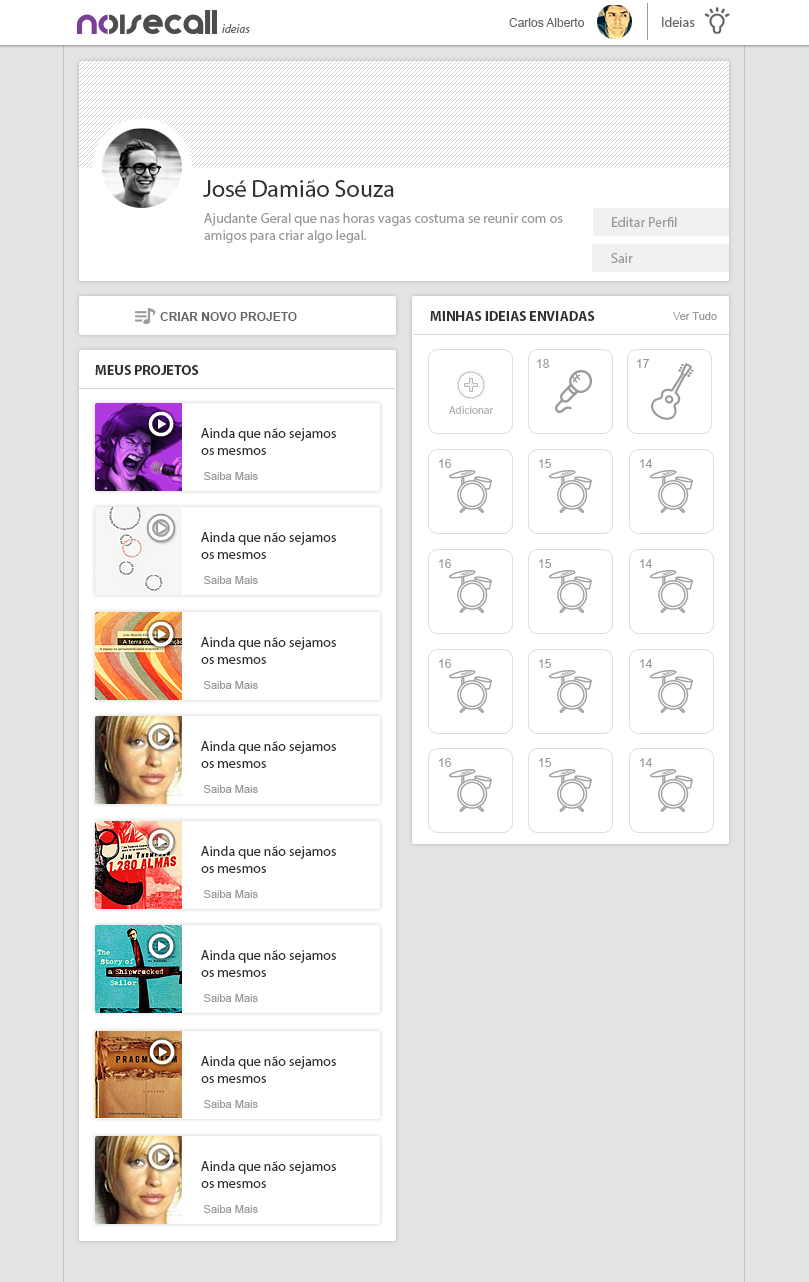 noisecall ideias
Carlos Alberto
Ideias
José Damião Souza
Ajudante Geral que nas horas vagas costuma se reunir com os
amigos para criar algo legal.
Editar Perfil
Sair
CRIAR NOVO PROJETO
MEUS PROJETOS
Ainda que não sejamos
os mesmos
Saiba Mais
Ainda que não sejamos
os mesmos
Saiba Mais
A terra
Ainda que não sejamos
os mesmos
Saiba Mais
Ainda que não sejamos
os mesmos
Saiba Mais
JIM THOMPSON
1.280 ALMAS
Ainda que não sejamos
os mesmos
Saiba Mais
The
Story of
a Shipwrecked
Sailor
Ainda que não sejamos
os mesmos
Saiba Mais
PRAGMATISM
Ainda que não sejamos
os mesmos
Saiba Mais
Ainda que não sejamos
os mesmos
Saiba Mais
MINHAS IDEIAS ENVIADAS
Ver Tudo
Adicionar
18
17
16
15
14
16
15
14
16
15
14
16
15
14